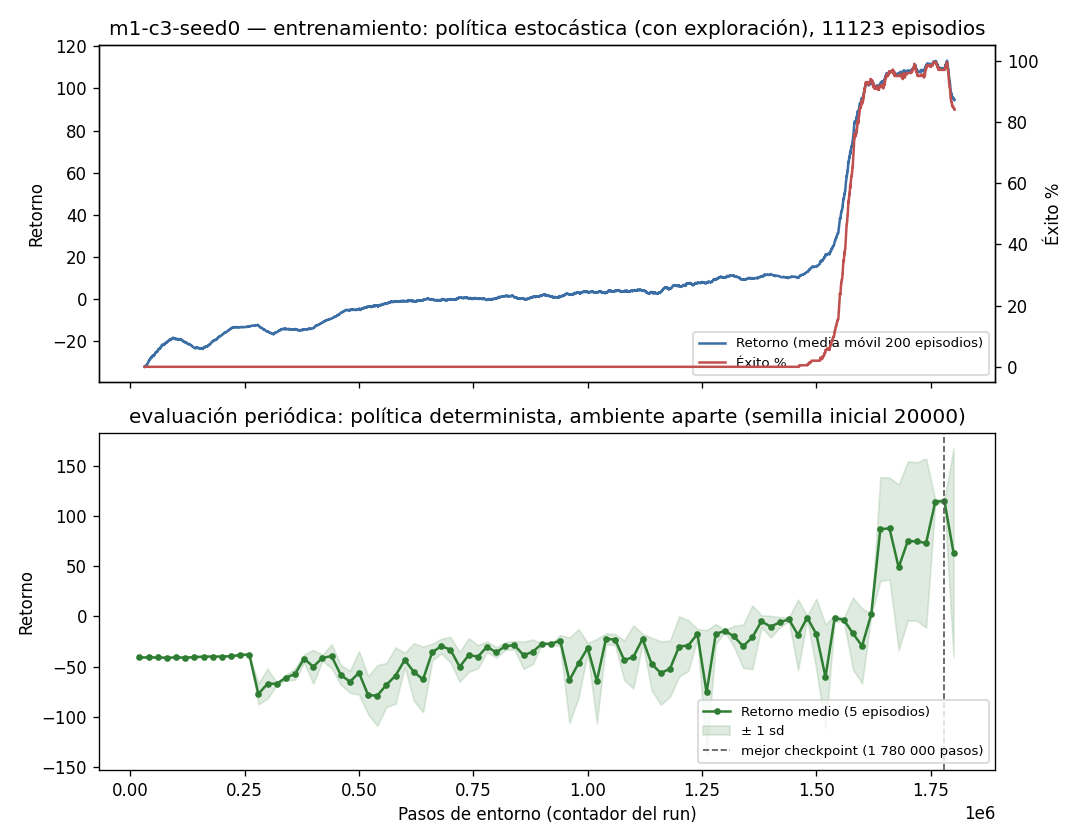 m1-c3-seed0 — entrenamiento: política estocástica (con exploración), 11123 episodios
120
100
80
60
40
20
0
−20
Retorno
100
80
60
40
20
0
Éxito %
Retorno (media móvil 200 episodios)
Éxito %
evaluación periódica: política determinista, ambiente aparte (semilla inicial 20000)
150
100
50
0
−50
−100
−150
Retorno
Retorno medio (5 episodios)
± 1 sd
mejor checkpoint (1 780 000 pasos)
0.00 0.25 0.50 0.75 1.00 1.25 1.50 1.75
1e6
Pasos de entorno (contador del run)